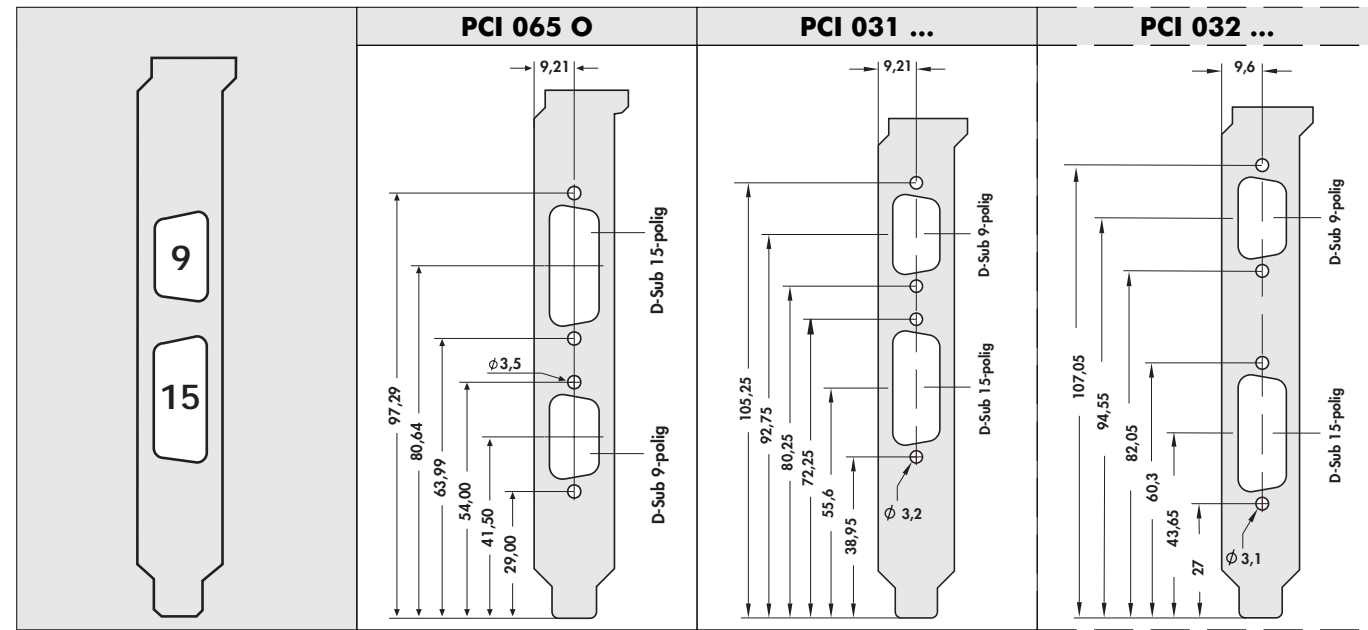 PCI 065 O
PCI 031 ...
PCI 032 ...
9
15
9,21
D-Sub 15-polig
ϕ3,5
D-Sub 9-polig
97,29
80,64
63,99
54,00
41,50
29,00
9,21
D-Sub 9-polig
D-Sub 15-polig
105,25
92,75
80,25
72,25
55,6
38,95
ϕ 3,2
9,6
D-Sub 9-polig
D-Sub 15-polig
107,05
94,55
82,05
60,3
43,65
27
ϕ 3,1